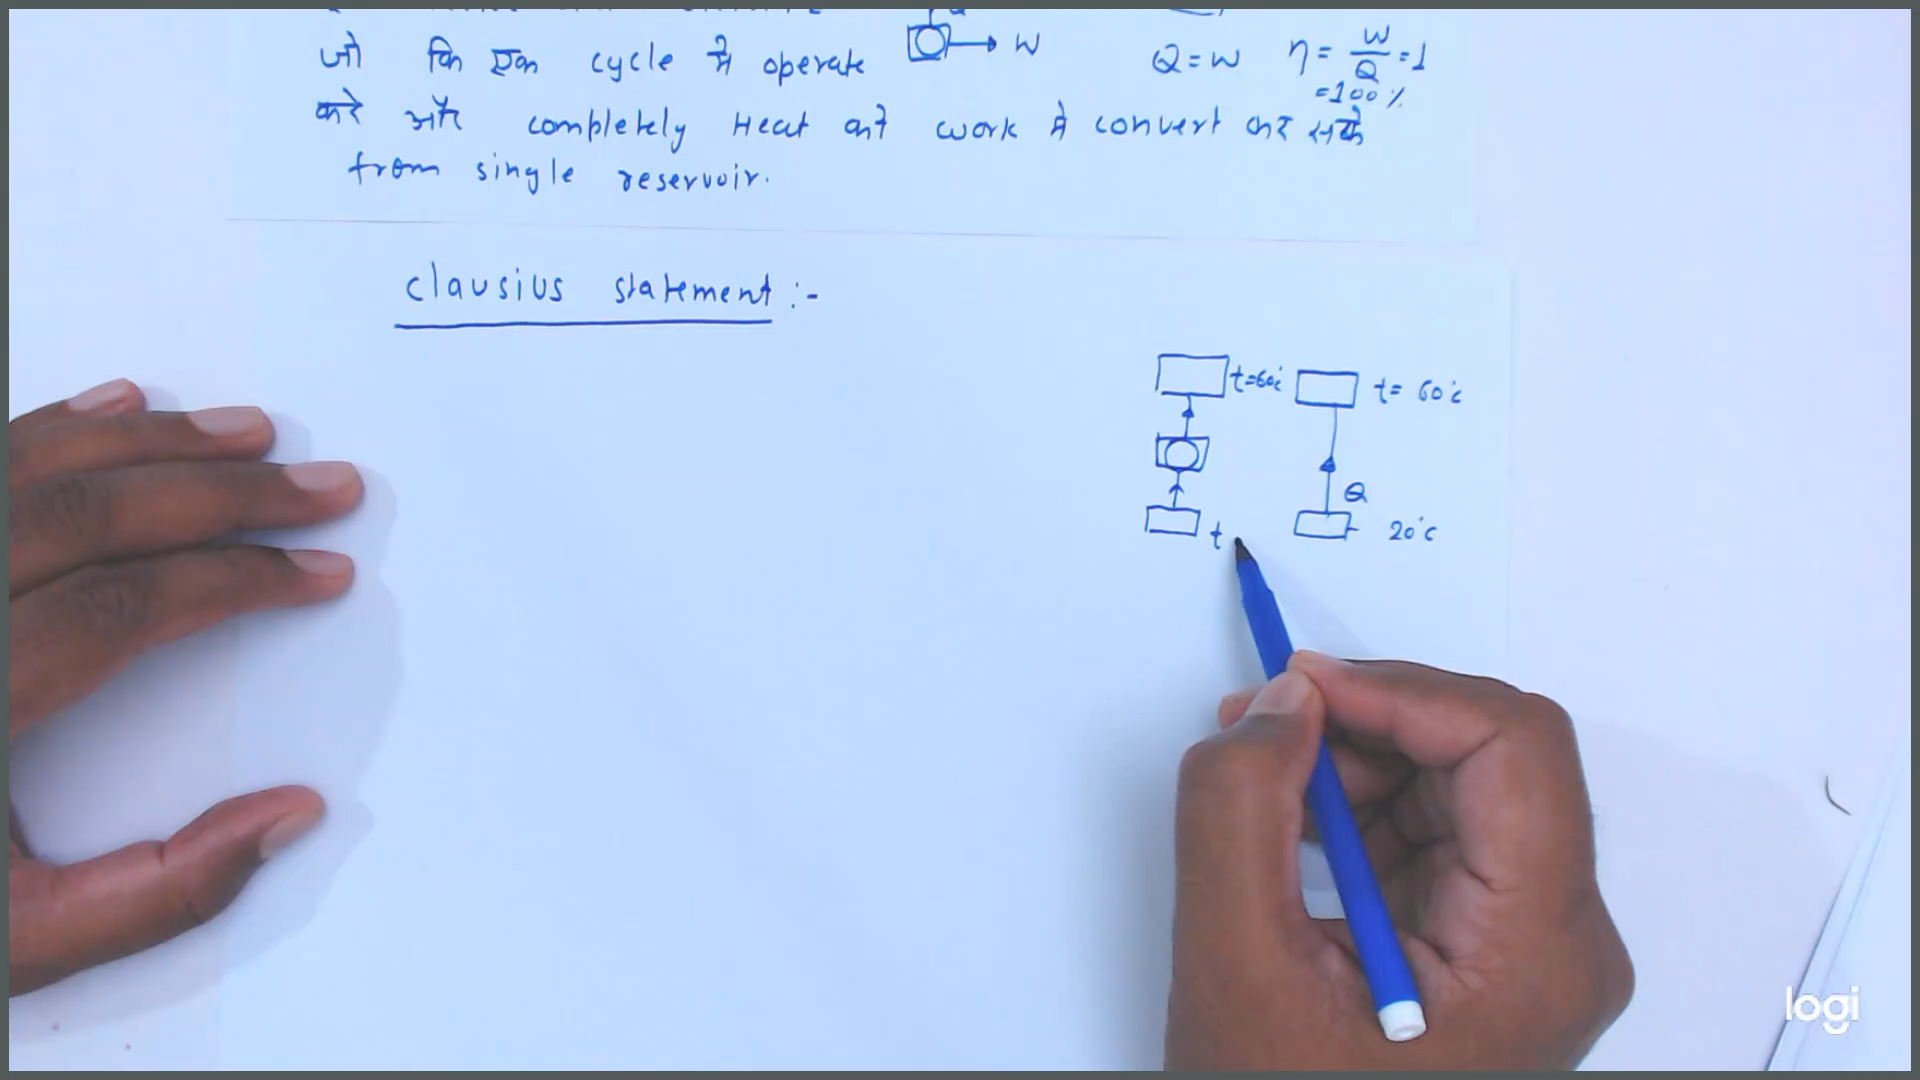 जो कि एक cycle मे operate → W Q = W η = W/Q = 1
= 100 %
करे और completely Heat को work मे convert कर सके
from single reservoir.
clausius statement :-
t=60°c t= 60°c
Q
t 20°c
logi